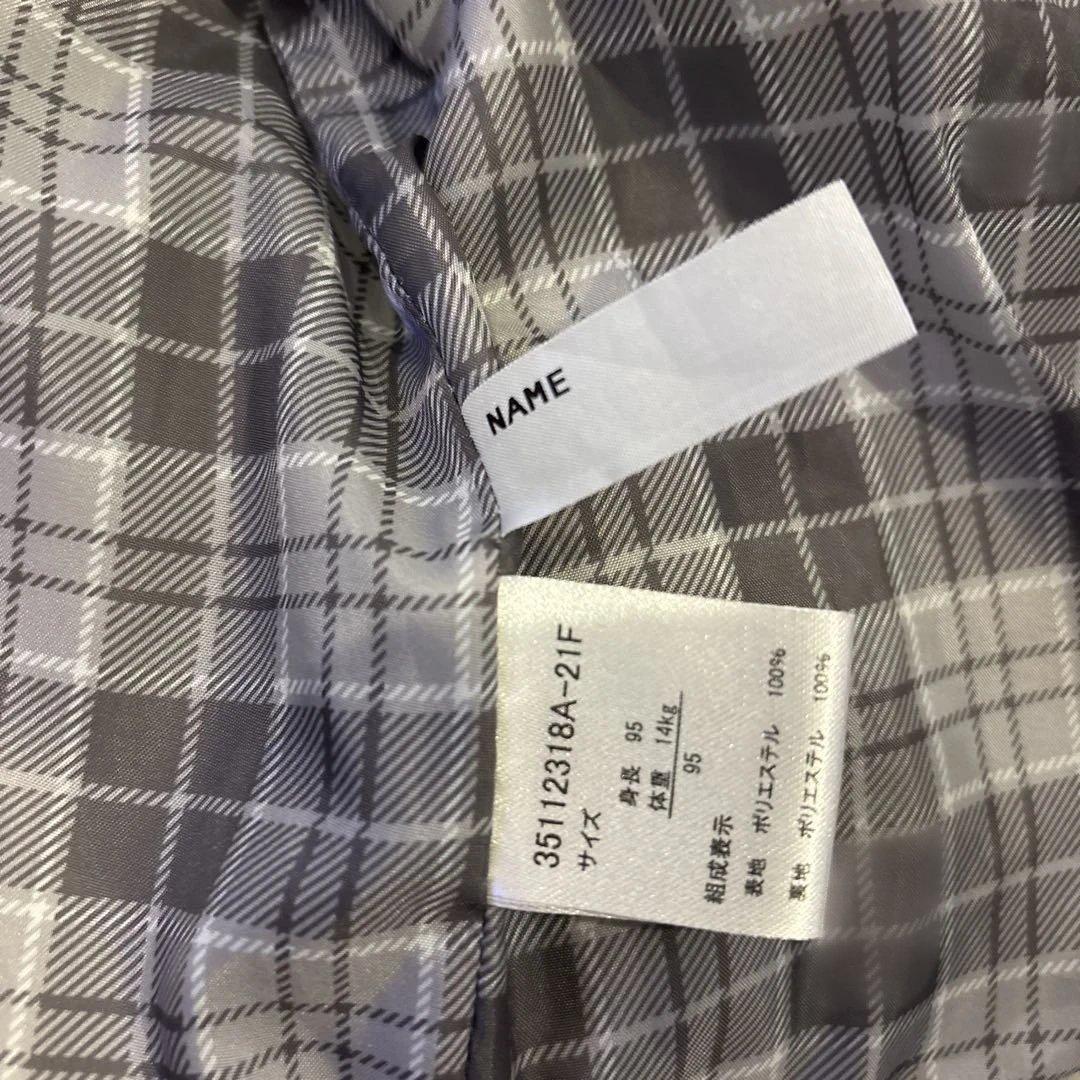 NAME
35112318A-21F
サイズ
身長 95
体重 14kg
95
組成表示
表地 ポリエステル 100%
裏地 ポリエステル 100%